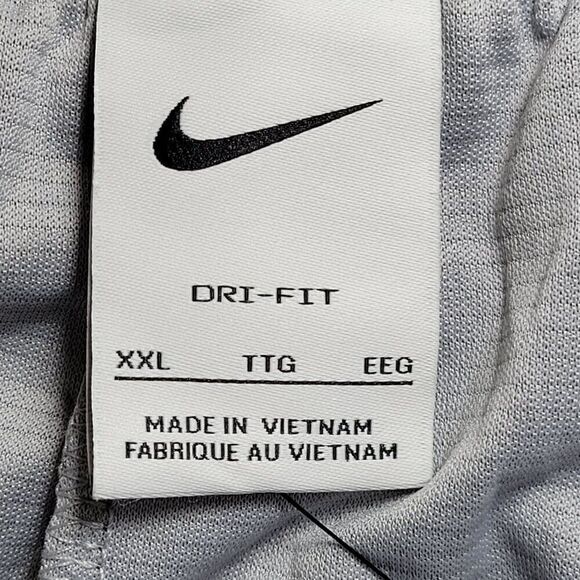 DRI-FIT
XXL TTG EEG
MADE IN VIETNAM
FABRIQUE AU VIETNAM